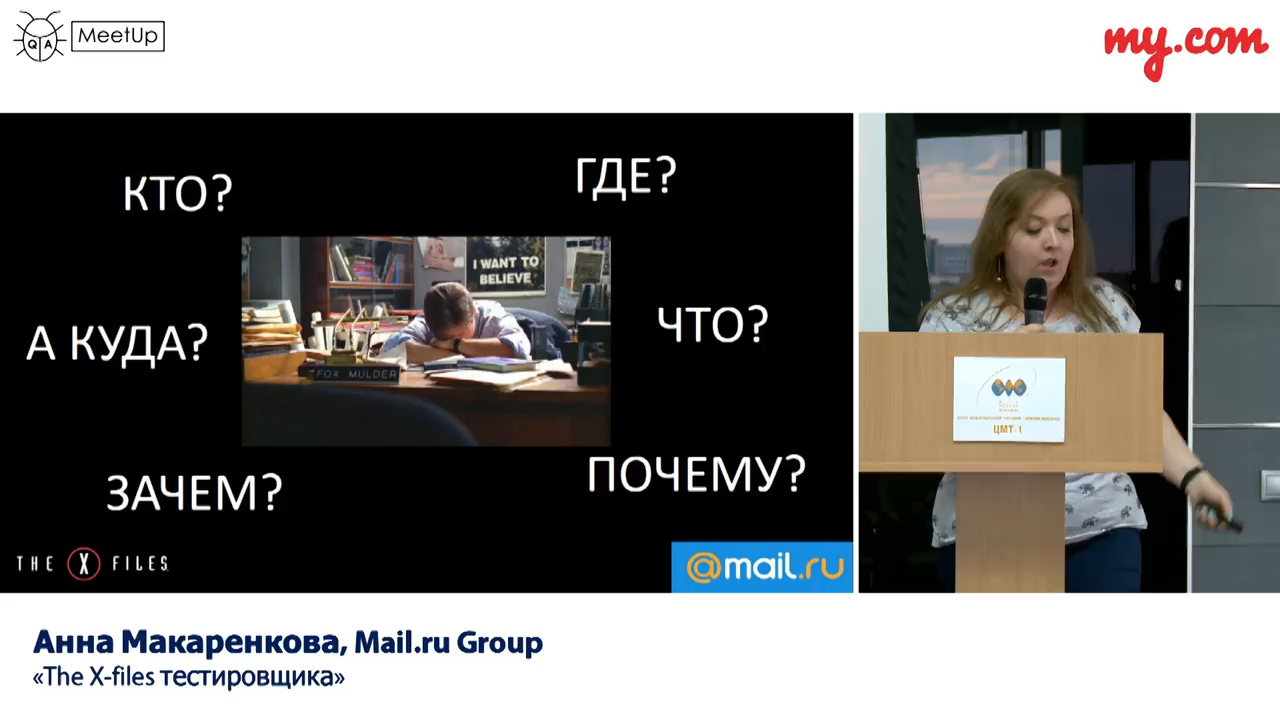 QA
MeetUp
my.com
КТО?
ГДЕ?
I WANT TO
BELIEVE
А КУДА?
ЧТО?
FOX MULDER
ЗАЧЕМ?
ПОЧЕМУ?
ЦМТ-1
THE X FILES
@mail.ru
Анна Макаренкова, Mail.ru Group
«The X-files тестировщика»